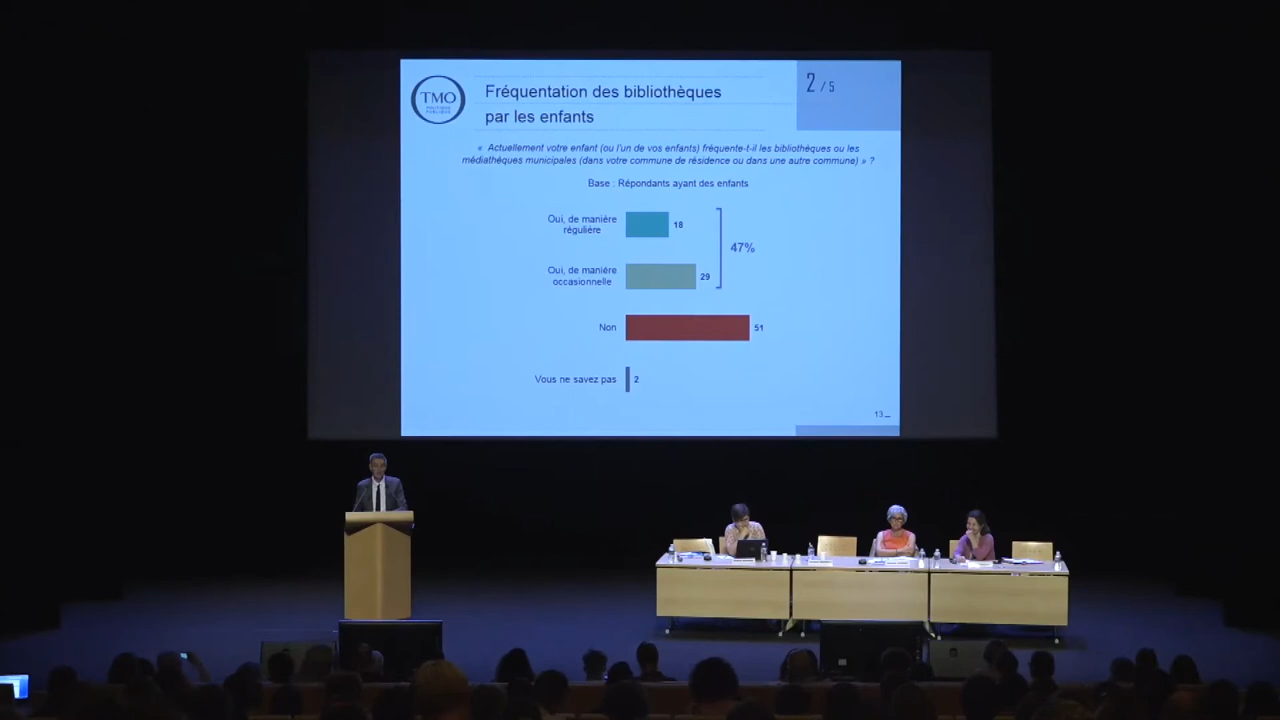 TMO
POLITIQUE
PUBLIQUE
Fréquentation des bibliothèques
par les enfants
2 / 5
« Actuellement votre enfant (ou l'un de vos enfants) fréquente-t-il les bibliothèques ou les
médiathèques municipales (dans votre commune de résidence ou dans une autre commune) » ?
Base : Répondants ayant des enfants
Oui, de manière
régulière
18
47%
Oui, de manière
occasionnelle
29
Non
51
Vous ne savez pas
2
13